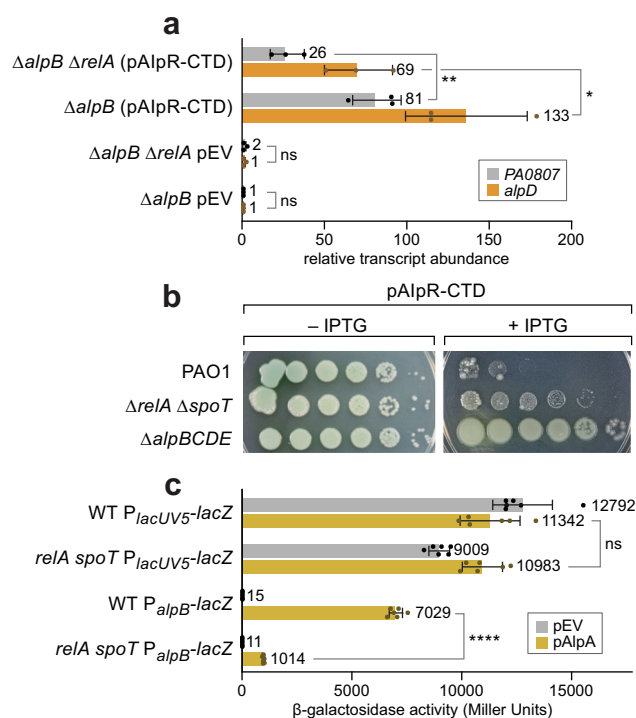 a
ΔalpB ΔrelA (pAlpR-CTD)
26
69
**
*
ΔalpB (pAlpR-CTD)
81
133
ΔalpB ΔrelA pEV
2
1
ns
ΔalpB pEV
1
1
ns
PA0807
alpD
0 50 100 150 200
relative transcript abundance
b
pAlpR-CTD
– IPTG + IPTG
PAO1
ΔrelA ΔspoT
ΔalpBCDE
c
WT PlacUV5-lacZ
12792
11342
ns
relA spoT PlacUV5-lacZ
9009
10983
WT PalpB-lacZ
15
7029
****
relA spoT PalpB-lacZ
11
1014
pEV
pAlpA
0 5000 10000 15000
β-galactosidase activity (Miller Units)